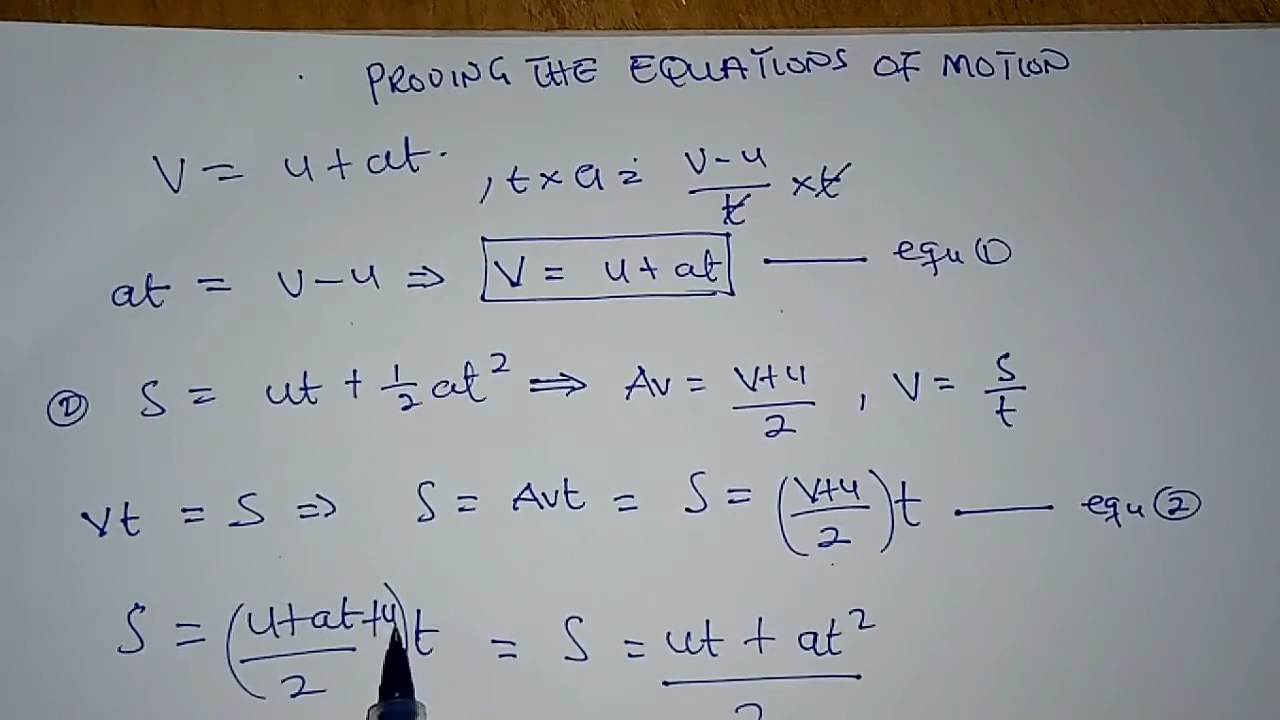 PROVING THE EQUATIONS OF MOTION
V = u + at. , t × a = v-u/t × t
at = v-u ⇒ V = u + at — equ ①
② S = ut + 1/2 at² ⇒ Av = v+u/2 , V = S/t
vt = S ⇒ S = Avt = S = (v+u/2)t — equ ②
S = (u+at+u/2)t = S = ut + at²/2